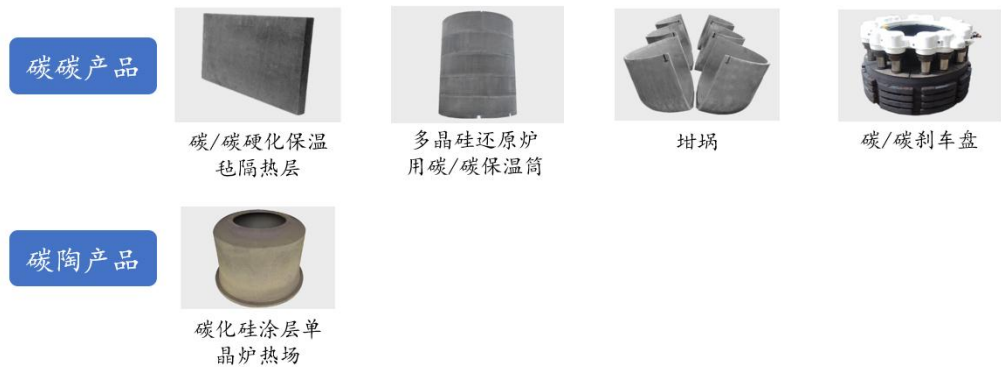 碳碳产品
碳/碳硬化保温
毡隔热层
多晶硅还原炉
用碳/碳保温筒
坩埚
碳/碳刹车盘
碳陶产品
碳化硅涂层单
晶炉热场